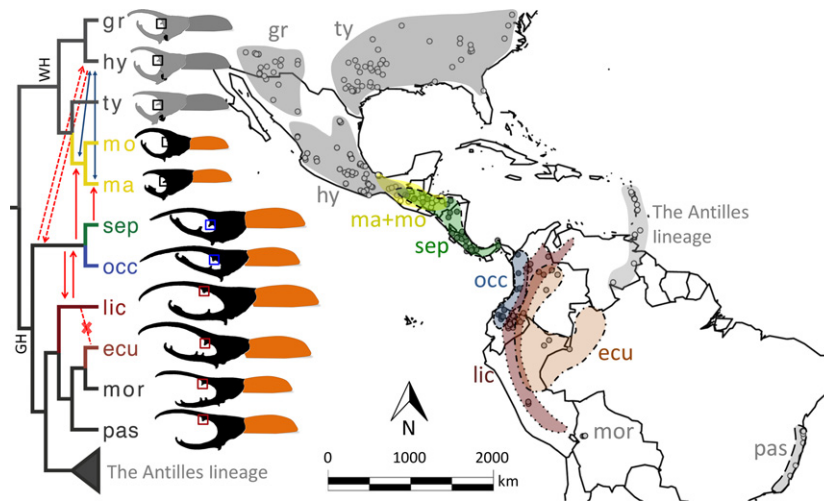 gr
WH
hy
ty
mo
ma
sep
occ
lic
GH
ecu
mor
pas
The Antilles lineage
gr
ty
hy
ma+mo
sep
The Antilles
lineage
occ
ecu
lic
mor
pas
N
0 1000 2000
km